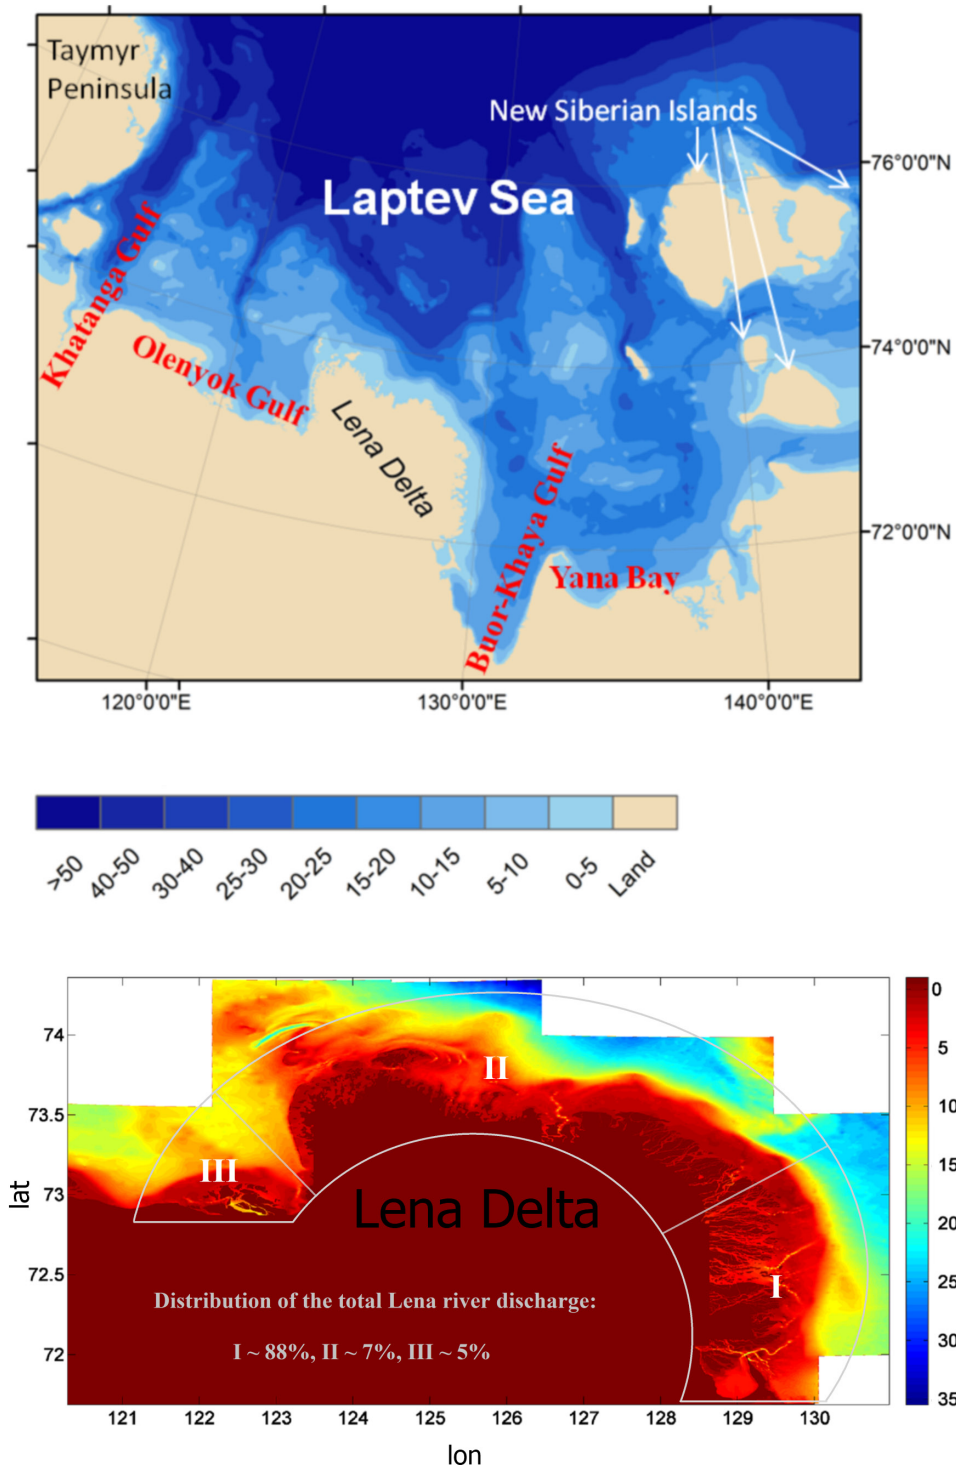 Taymyr
Peninsula
New Siberian Islands
76°0'0"N
Laptev Sea
Khatanga Gulf
Olenyok Gulf
74°0'0"N
Lena Delta
Buor-Khaya Gulf
72°0'0"N
Yana Bay
120°0'0"E
130°0'0"E
140°0'0"E
>50
40-50
30-40
25-30
20-25
15-20
10-15
5-10
0-5
Land
74
73.5
73
72.5
72
lat
II
III
Lena Delta
I
Distribution of the total Lena river discharge:
I ~ 88%, II ~ 7%, III ~ 5%
121
122
123
124
125
126
127
128
129
130
lon
0
5
10
15
20
25
30
35